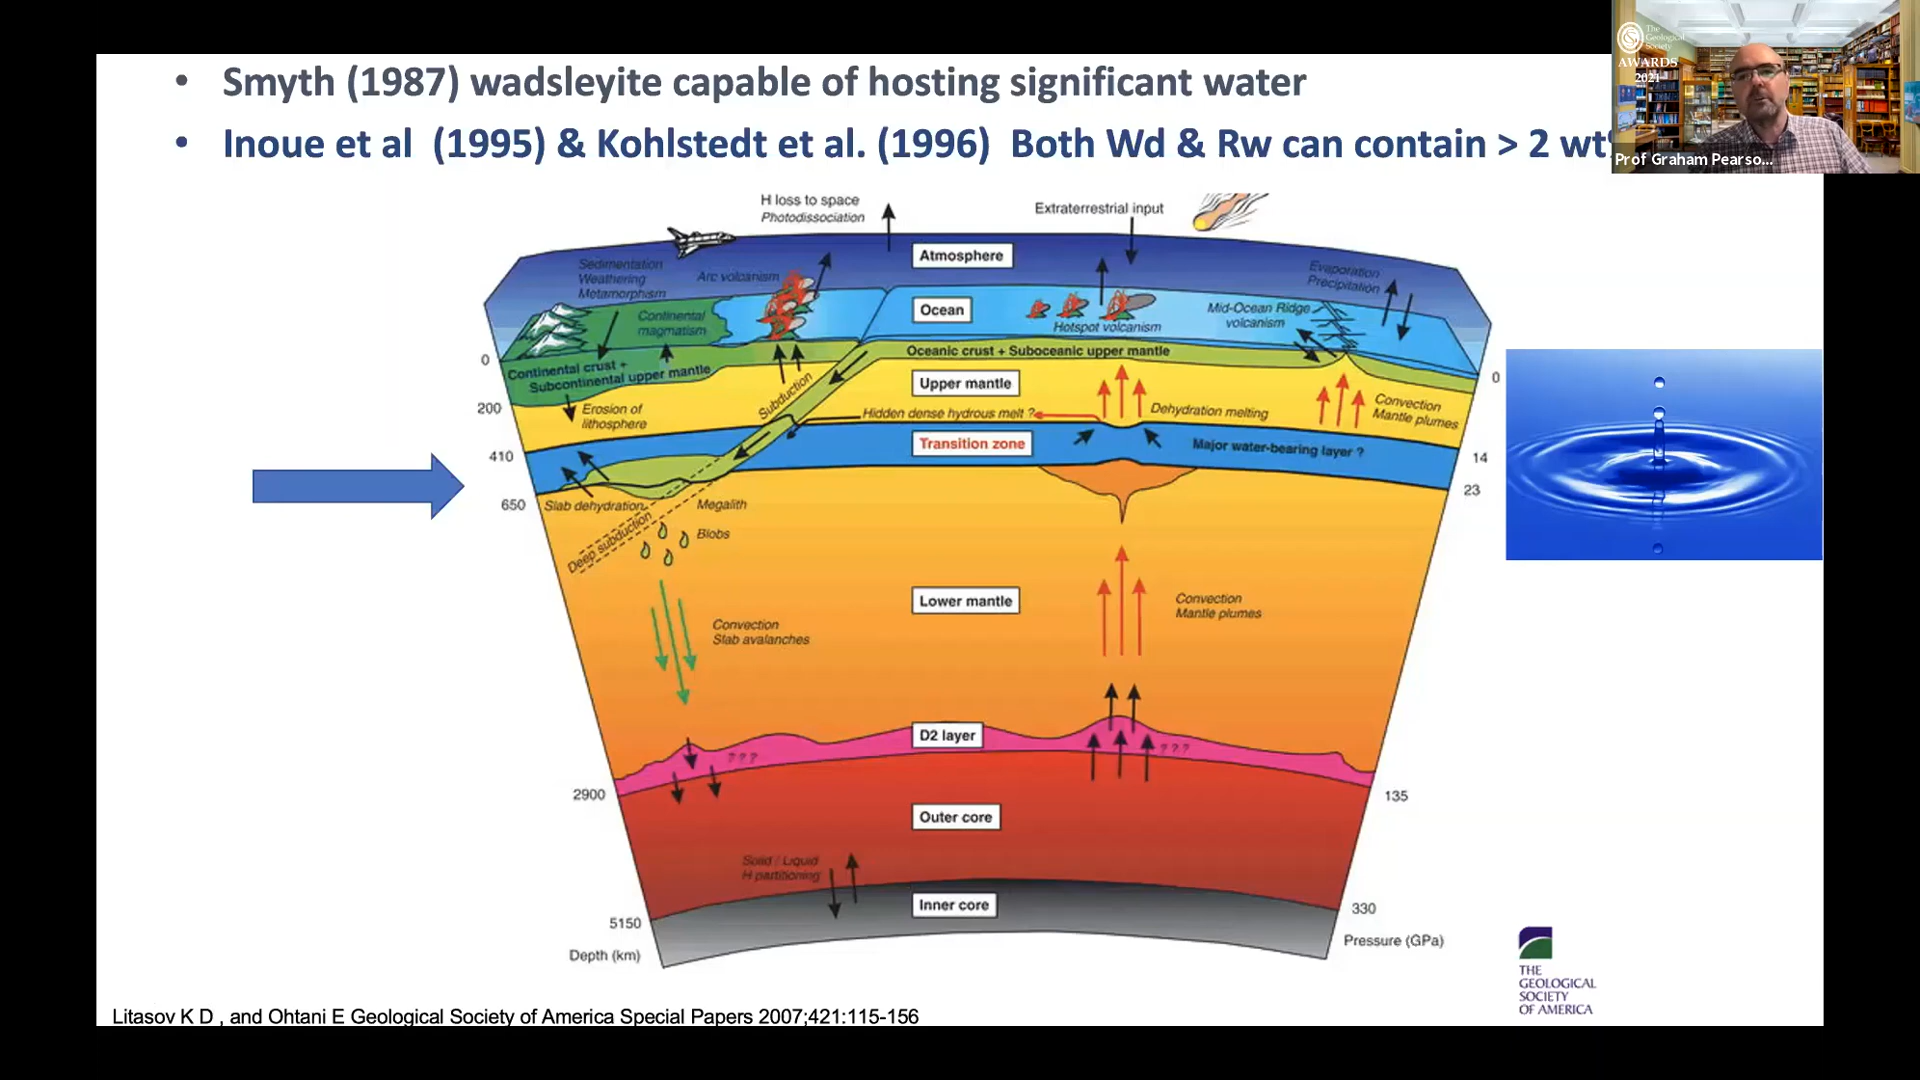 • Smyth (1987) wadsleyite capable of hosting significant water
• Inoue et al (1995) & Kohlstedt et al. (1996) Both Wd & Rw can contain > 2 wt
The
Geological
Society
AWARDS
2021
Prof Graham Pearso...
H loss to space
Photodissociation
Extraterrestrial input
Atmosphere
Sedimentation
Weathering
Metamorphism
Arc volcanism
Evaporation
Precipitation
Continental
magmatism
Ocean
Hotspot volcanism
Mid-Ocean Ridge
volcanism
0
Continental crust +
Subcontinental upper mantle
Oceanic crust + Suboceanic upper mantle
0
Upper mantle
Subduction
200
Erosion of
lithosphere
Hidden dense hydrous melt ?
Dehydration melting
Convection
Mantle plumes
410
Transition zone
Major water-bearing layer ?
14
650
Slab dehydration
Megalith
23
Deep subduction
Blobs
Lower mantle
Convection
Mantle plumes
Convection
Slab avalanches
D2 layer
???
???
2900
135
Outer core
Solid / Liquid
H partitioning
Inner core
5150
330
Depth (km)
Pressure (GPa)
THE
GEOLOGICAL
SOCIETY
OF AMERICA
Litasov K D , and Ohtani E Geological Society of America Special Papers 2007;421:115-156